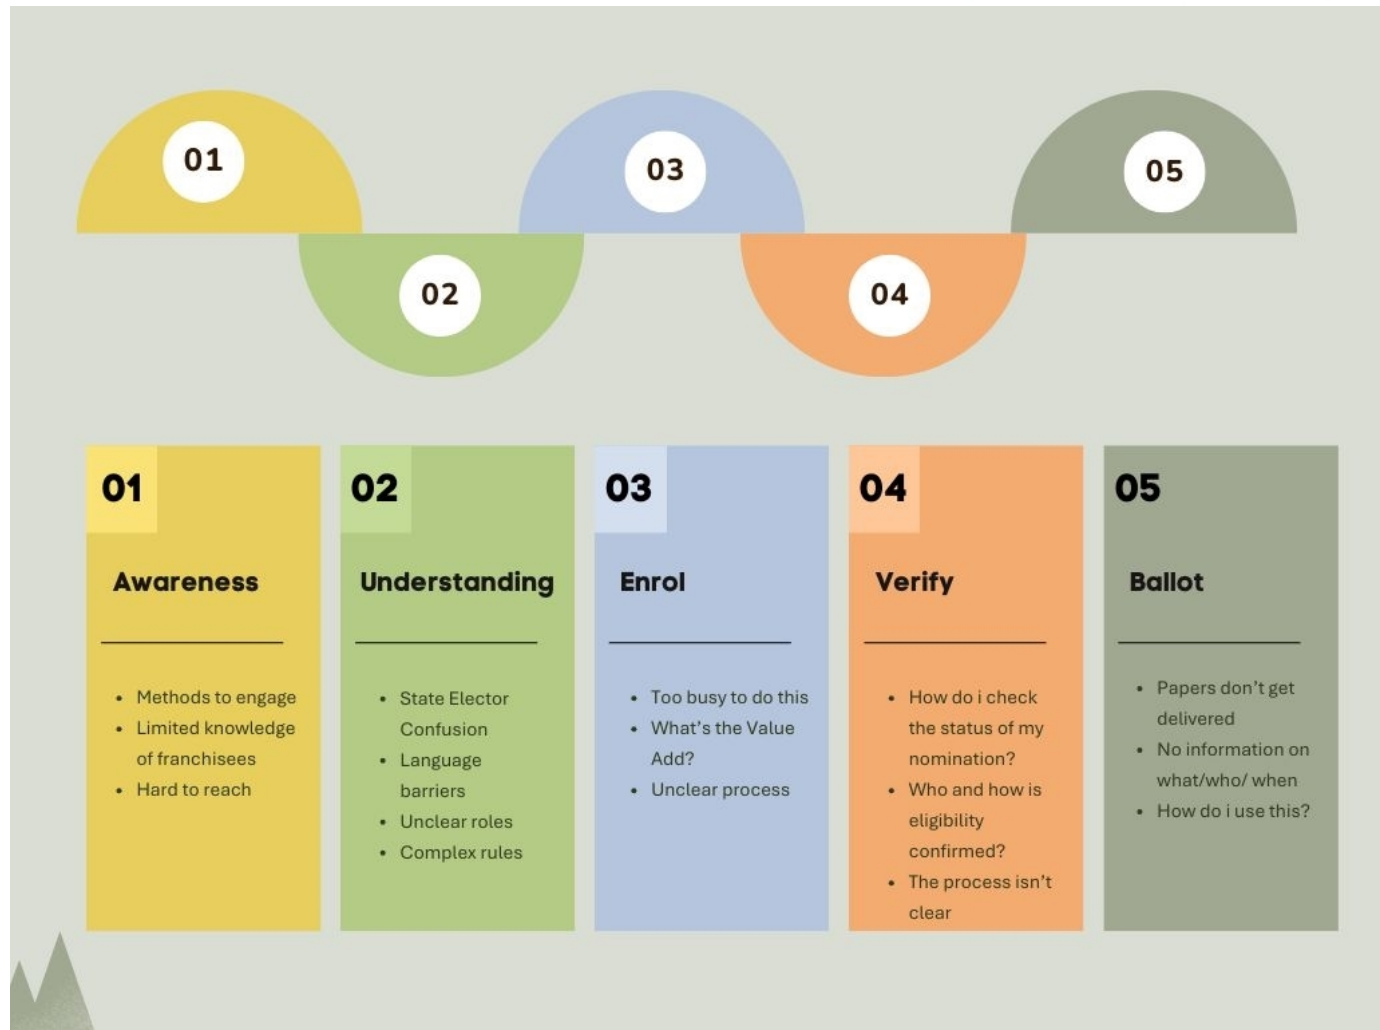 01
03
05
02
04
01
Awareness
• Methods to engage
• Limited knowledge
of franchisees
• Hard to reach
02
Understanding
• State Elector
Confusion
• Language
barriers
• Unclear roles
• Complex rules
03
Enrol
• Too busy to do this
• What's the Value
Add?
• Unclear process
04
Verify
• How do i check
the status of my
nomination?
• Who and how is
eligibility
confirmed?
• The process isn't
clear
05
Ballot
• Papers don't get
delivered
• No information on
what/who/ when
• How do i use this?